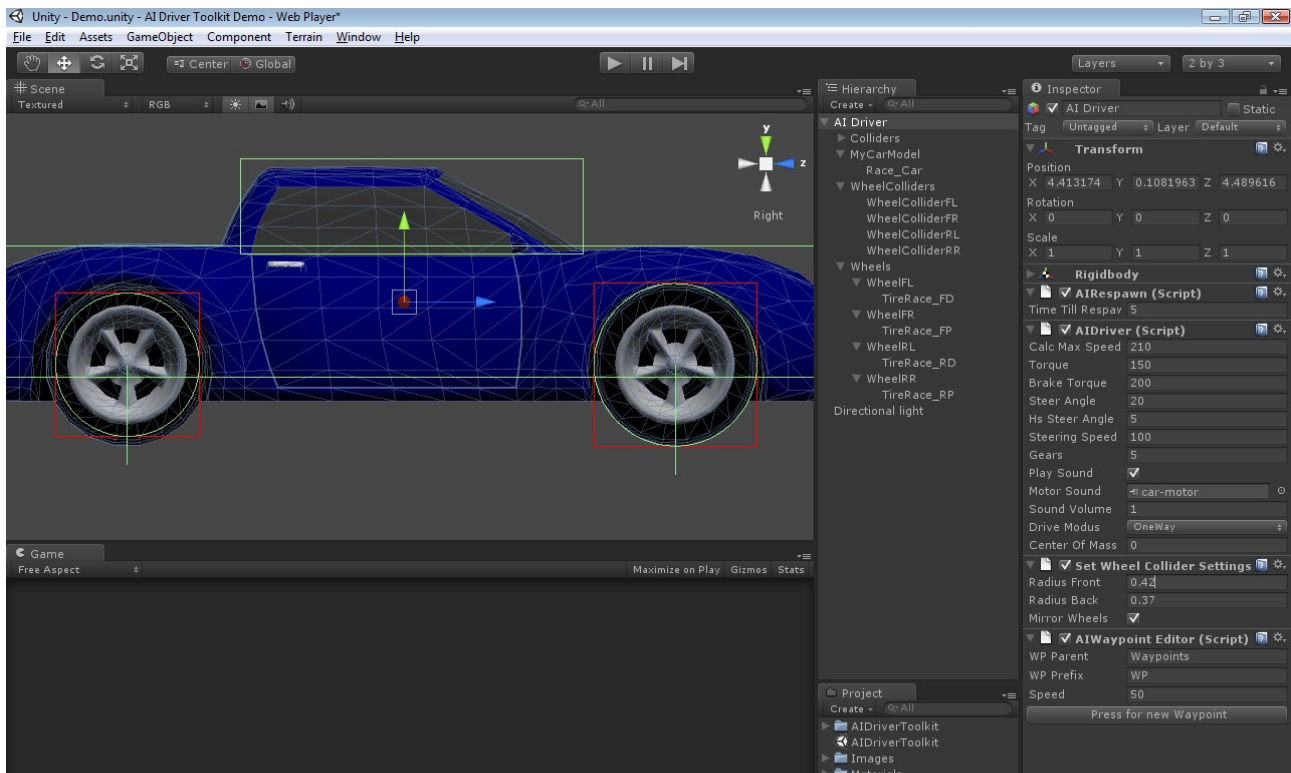 Unity - Demo.unity - AI Driver Toolkit Demo - Web Player*
File Edit Assets GameObject Component Terrain Window Help
Center Global
Layers 2 by 3
Scene
Textured RGB All
y
z
Right
Game
Free Aspect Maximize on Play Gizmos Stats
Hierarchy
Create All
AI Driver
Colliders
MyCarModel
Race_Car
WheelColliders
WheelColliderFL
WheelColliderFR
WheelColliderRL
WheelColliderRR
Wheels
WheelFL
TireRace_FD
WheelFR
TireRace_FP
WheelRL
TireRace_RD
WheelRR
TireRace_RP
Directional light
Project
Create All
AIDriverToolkit
AIDriverToolkit
Images
Materials
Inspector
AI Driver Static
Tag Untagged Layer Default
Transform
Position
X 4.413174 Y 0.1081963 Z 4.489616
Rotation
X 0 Y 0 Z 0
Scale
X 1 Y 1 Z 1
Rigidbody
AIRespawn (Script)
Time Till Respav 5
AIDriver (Script)
Calc Max Speed 210
Torque 150
Brake Torque 200
Steer Angle 20
Hs Steer Angle 5
Steering Speed 100
Gears 5
Play Sound
Motor Sound car-motor
Sound Volume 1
Drive Modus OneWay
Center Of Mass 0
Set Wheel Collider Settings
Radius Front 0.42
Radius Back 0.37
Mirror Wheels
AIWaypoint Editor (Script)
WP Parent Waypoints
WP Prefix WP
Speed 50
Press for new Waypoint